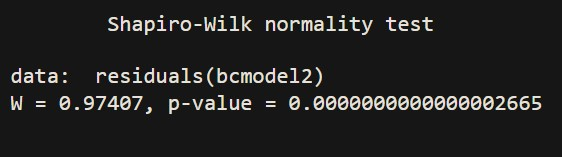 Shapiro-Wilk normality test
data:  residuals(bcmodel2)
W = 0.97407, p-value = 0.0000000000000002665